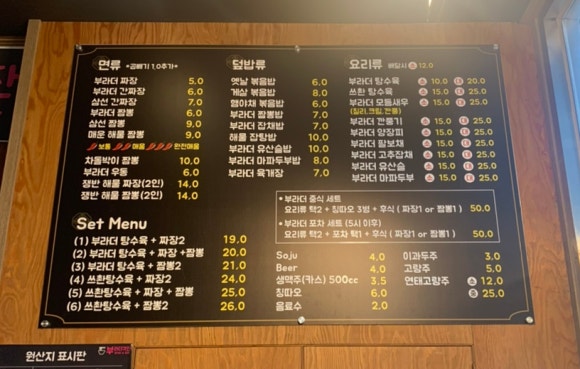 면류 *곱빼기 1.0추가*
부라더 짜장 5.0
부라더 간짜장 6.0
삼선 간짜장 7.0
부라더 짬뽕 6.0
삼선 짬뽕 9.0
매운 해물 짬뽕 9.0
보통 매움 완전매움
차돌박이 짬뽕 10.0
부라더 우동 6.0
쟁반 해물 짜장(2인) 14.0
쟁반 해물 짬뽕(2인) 14.0
덮밥류
옛날 볶음밥 6.0
게살 볶음밥 8.0
해물 잡탕밥 10.0
부라더 짬뽕밥 7.0
부라더 잡채밥 7.0
부라더 유산슬밥 10.0
부라더 마파두부밥 8.0
부라더 육개장 7.0
요리류 소 12.0
부라더 탕수육 소 10.0 대 20.0
쓰촨 탕수육 소 15.0 대 25.0
부라더 모듬새우 소 15.0 대 25.0
(칠리,크림,깐풍)
부라더 깐풍기 소 15.0 대 25.0
부라더 양장피 소 15.0 대 25.0
부라더 팔보채 소 15.0 대 25.0
부라더 고추잡채 소 15.0 대 25.0
부라더 유산슬 소 15.0 대 25.0
부라더 마파두부 소 15.0 대 25.0
• 부라더 중식 세트
요리류 택2 + 칭따오 3병 + 후식 ( 짜장1 or 짬뽕1 ) 50.0
• 부라더 포차 세트 (5시 이후)
요리류 택2 + 포차 택1 + 후식 ( 짜장1 or 짬뽕1 ) 50.0
Set Menu
(1) 부라더 탕수육 + 짜장2 19.0
(2) 부라더 탕수육 + 짜장 +짬뽕 20.0
(3) 부라더 탕수육 + 짬뽕2 21.0
(4) 쓰촨탕수육 + 짜장2 24.0
(5) 쓰촨탕수육 + 짜장 +짬뽕 25.0
(6) 쓰촨탕수육 + 짬뽕2 26.0
Soju 4.0
Beer 4.0
생맥주(카스) 500cc 3.5
칭따오 6.0
음료수 2.0
이과두주 3.0
고량주 5.0
연태고량주 소 12.0
25.0
원산지 표시판